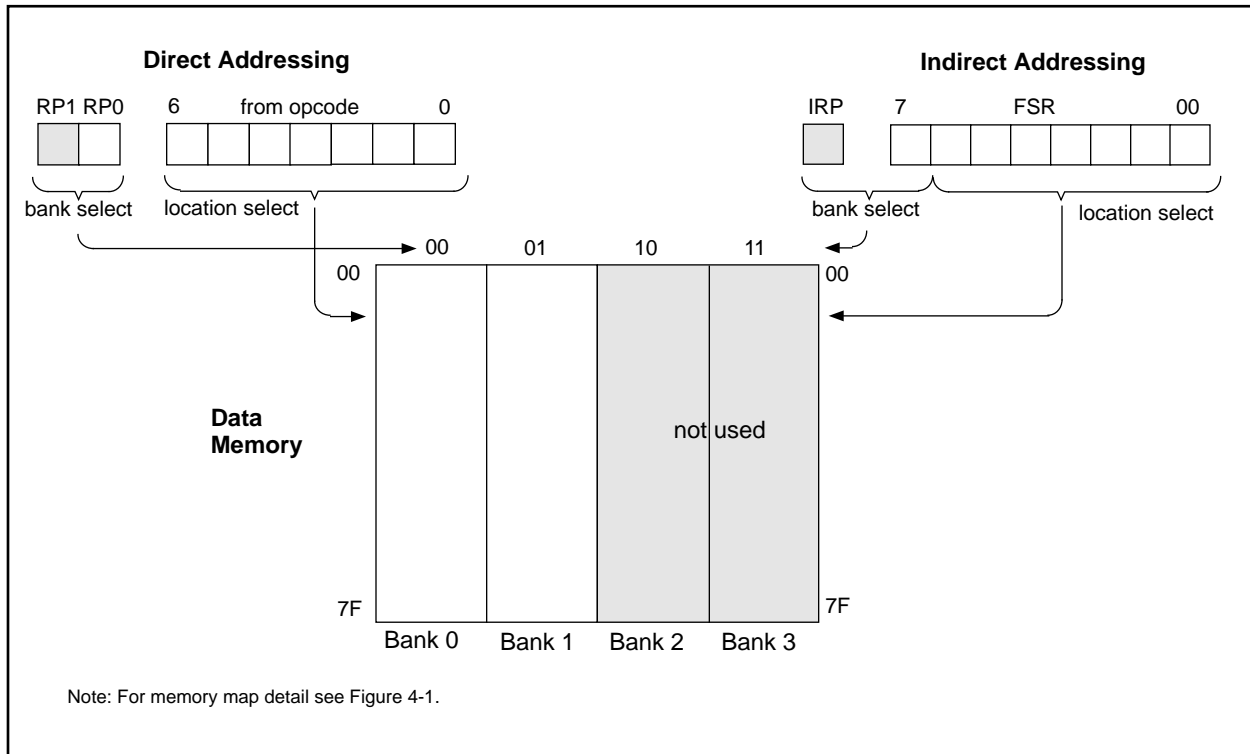 Direct Addressing
RP1 RP0
6 from opcode 0
bank select
location select
Indirect Addressing
IRP
7 FSR 00
bank select
location select
00 01 10 11
00
00
Data
Memory
not used
7F
7F
Bank 0 Bank 1 Bank 2 Bank 3
Note: For memory map detail see Figure 4-1.